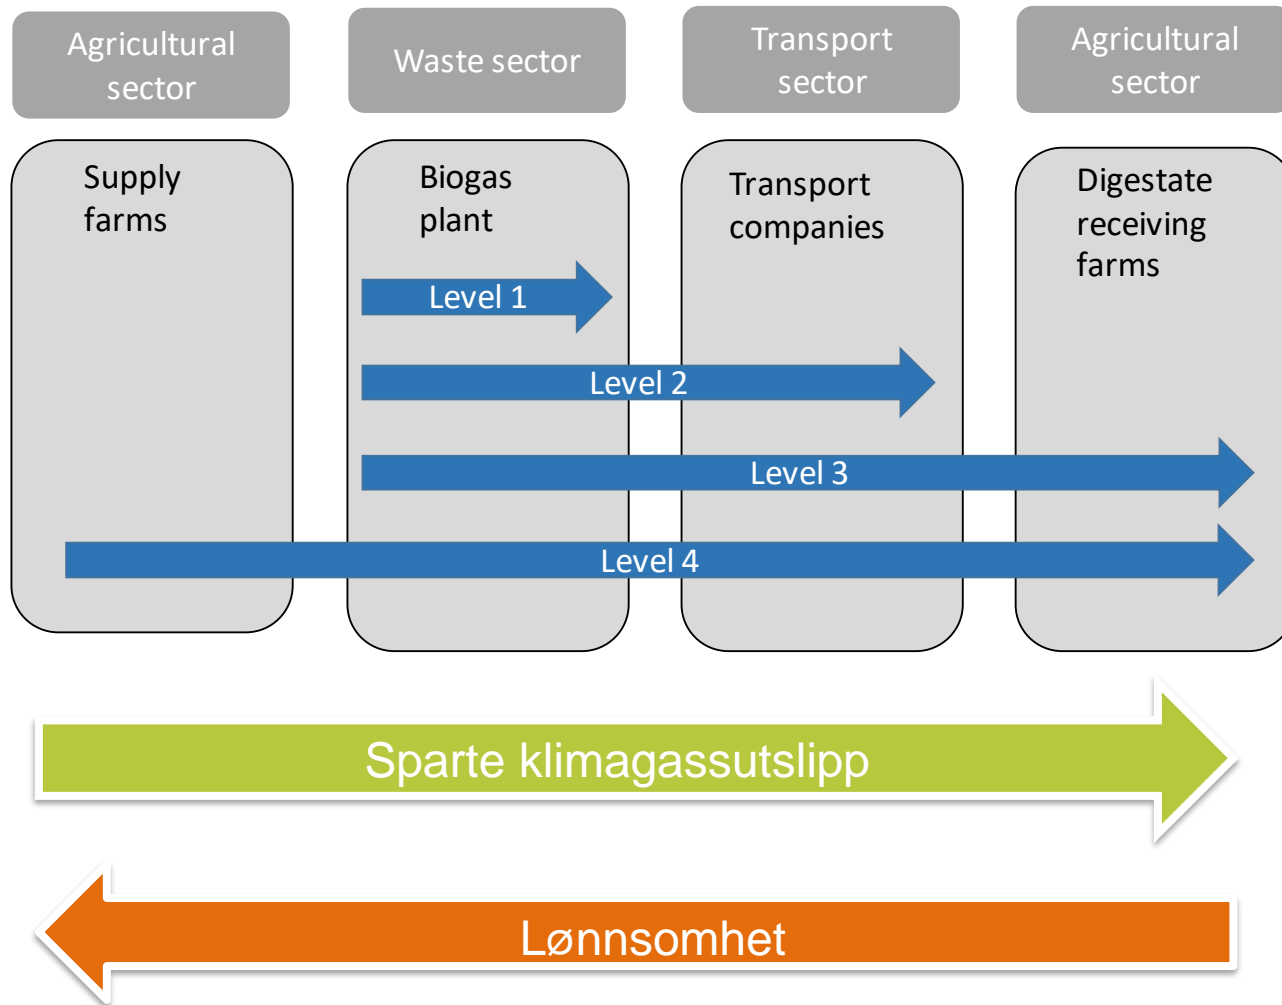 Agricultural
sector
Waste sector
Transport
sector
Agricultural
sector
Supply
farms
Biogas
plant
Transport
companies
Digestate
receiving
farms
Level 1
Level 2
Level 3
Level 4
Sparte klimagassutslipp
Lønnsomhet